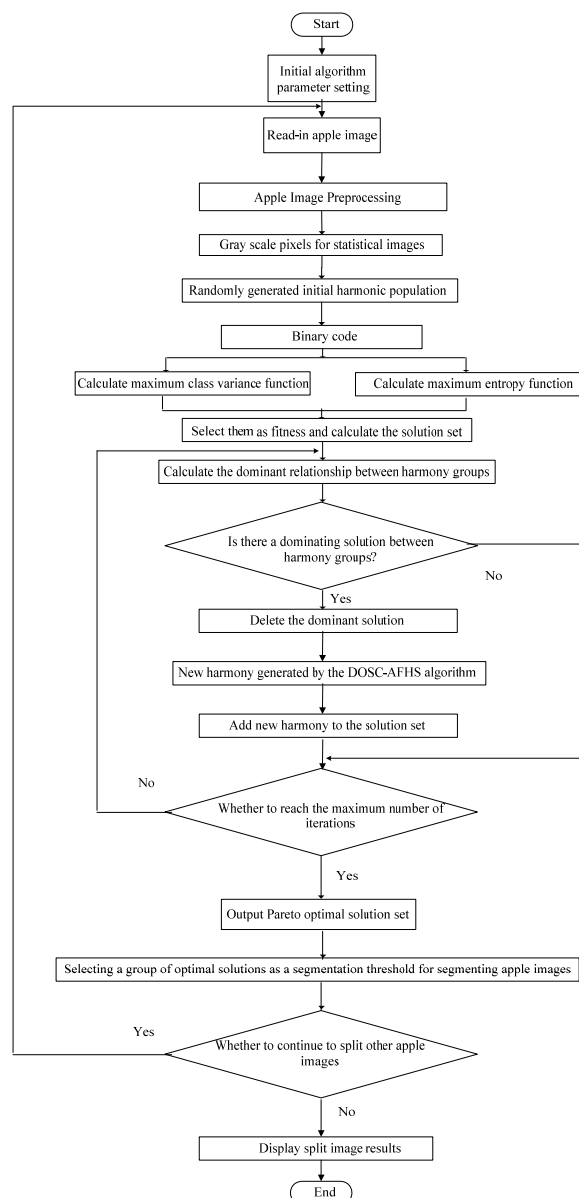 Start
Initial algorithm
parameter setting
Read-in apple image
Apple Image Preprocessing
Gray scale pixels for statistical images
Randomly generated initial harmonic population
Binary code
Calculate maximum class variance function
Calculate maximum entropy function
Select them as fitness and calculate the solution set
Calculate the dominant relationship between harmony groups
Is there a dominating solution between
harmony groups?
No
Yes
Delete the dominant solution
New harmony generated by the DOSC-AFHS algorithm
Add new harmony to the solution set
No
Whether to reach the maximum number of
iterations
Yes
Output Pareto optimal solution set
Selecting a group of optimal solutions as a segmentation threshold for segmenting apple images
Yes
Whether to continue to split other apple
images
No
Display split image results
End